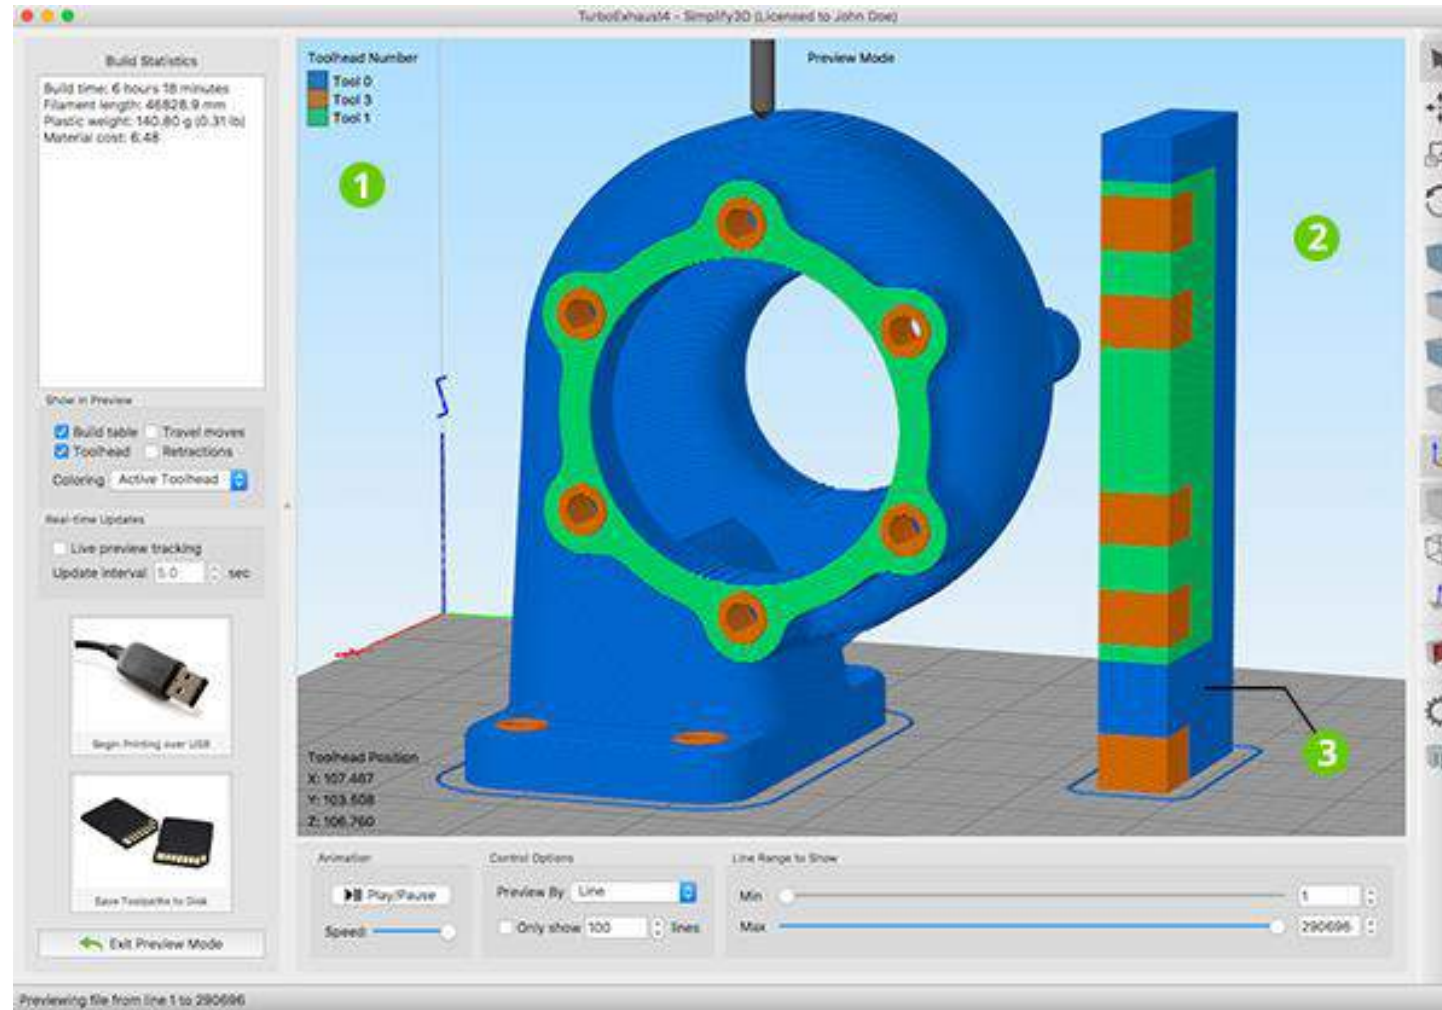 TurboExhaust4 - Simplify3D (Licensed to John Doe)
Build Statistics
Build time: 6 hours 18 minutes
Filament length: 46828.9 mm
Plastic weight: 140.80 g (0.31 lb)
Material cost: 6.48
Show in Preview
Build table
Travel moves
Toolhead
Retractions
Coloring Active Toolhead
Real-time Updates
Live preview tracking
Update interval 5.0 sec
Begin Printing over USB
Save Toolpaths to Disk
Exit Preview Mode
Toolhead Number
Tool 0
Tool 3
Tool 1
Preview Mode
1
2
3
Toolhead Position
X: 107.467
Y: 103.508
Z: 106.760
Animation
Play/Pause
Speed:
Control Options
Preview By Line
Only show 100 lines
Line Range to Show
Min 1
Max 290696
Previewing file from line 1 to 290696